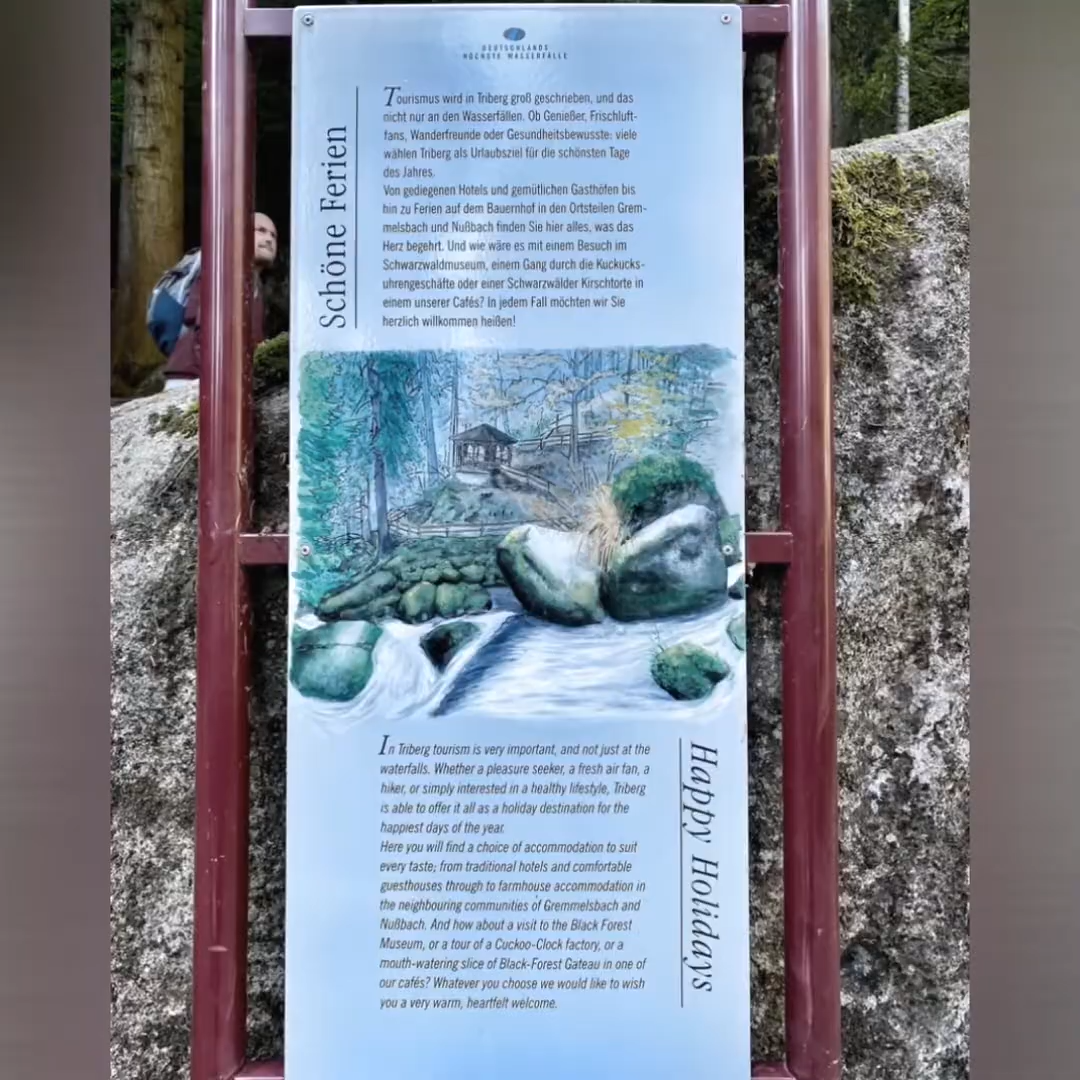 DEUTSCHLANDS
HÖCHSTE WASSERFÄLLE
Schöne Ferien
Tourismus wird in Triberg groß geschrieben, und das
nicht nur an den Wasserfällen. Ob Genießer, Frischluft-
fans, Wanderfreunde oder Gesundheitsbewusste: viele
wählen Triberg als Urlaubsziel für die schönsten Tage
des Jahres.
Von gediegenen Hotels und gemütlichen Gasthöfen bis
hin zu Ferien auf dem Bauernhof in den Ortsteilen Grem-
melsbach und Nußbach finden Sie hier alles, was das
Herz begehrt. Und wie wäre es mit einem Besuch im
Schwarzwaldmuseum, einem Gang durch die Kuckucks-
uhrengeschäfte oder einer Schwarzwälder Kirschtorte in
einem unserer Cafés? In jedem Fall möchten wir Sie
herzlich willkommen heißen!
In Triberg tourism is very important, and not just at the
waterfalls. Whether a pleasure seeker, a fresh air fan, a
hiker, or simply interested in a healthy lifestyle, Triberg
is able to offer it all as a holiday destination for the
happiest days of the year.
Here you will find a choice of accommodation to suit
every taste; from traditional hotels and comfortable
guesthouses through to farmhouse accommodation in
the neighbouring communities of Gremmelsbach and
Nußbach. And how about a visit to the Black Forest
Museum, or a tour of a Cuckoo-Clock factory, or a
mouth-watering slice of Black-Forest Gateau in one of
our cafés? Whatever you choose we would like to wish
you a very warm, heartfelt welcome.
Happy Holidays